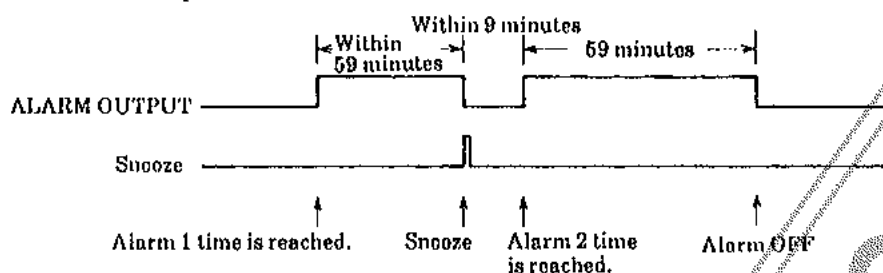 Within 9 minutes
Within
59 minutes
59 minutes
ALARM OUTPUT
Snooze
Alarm 1 time is reached.
Snooze
Alarm 2 time
is reached.
Alarm OFF